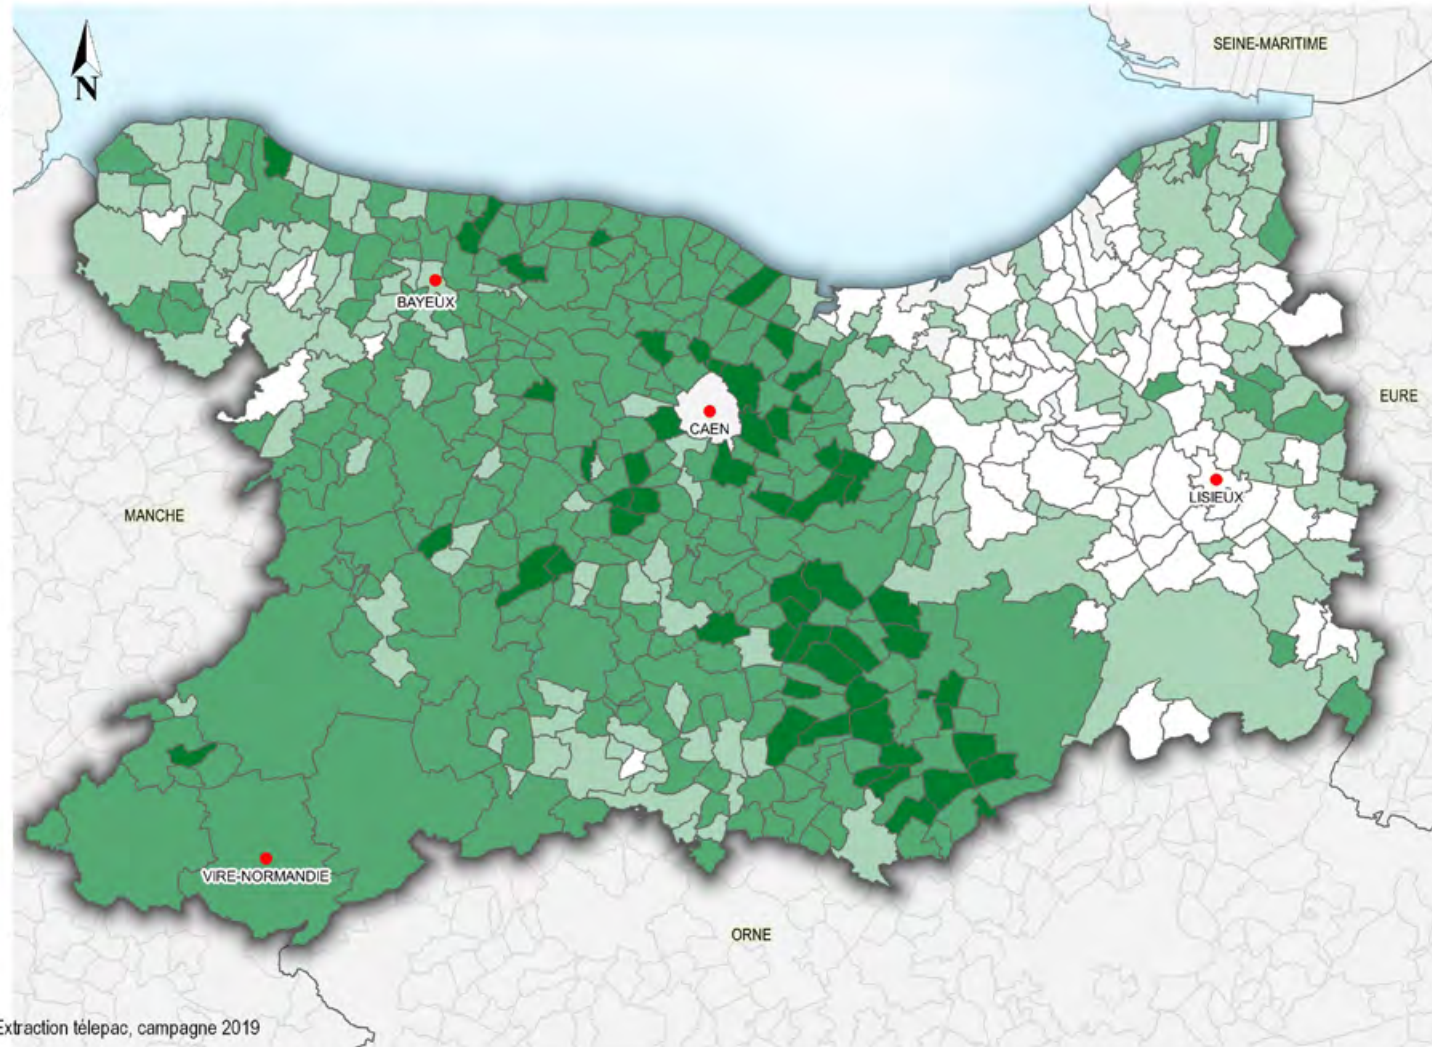 SEINE-MARITIME
N
BAYEUX
EURE
CAEN
LISIEUX
MANCHE
VIRE-NORMANDIE
ORNE
Extraction télepac, campagne 2019